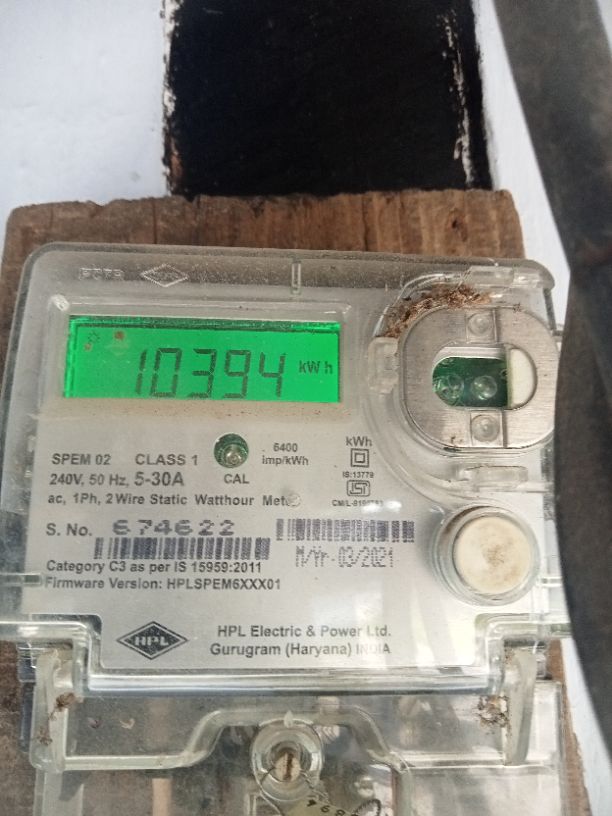 10394 kWh
SPEM 02 CLASS 1
CAL
6400
imp/kWh
kWh
240V, 50 Hz, 5-30A
IS:13779
ac, 1Ph, 2 Wire Static Watthour Meter
S. No. 674622
M/Yr-03/2021
Category C3 as per IS 15959:2011
Firmware Version: HPLSPEM6XXX01
HPL
HPL Electric & Power Ltd.
Gurugram (Haryana) INDIA